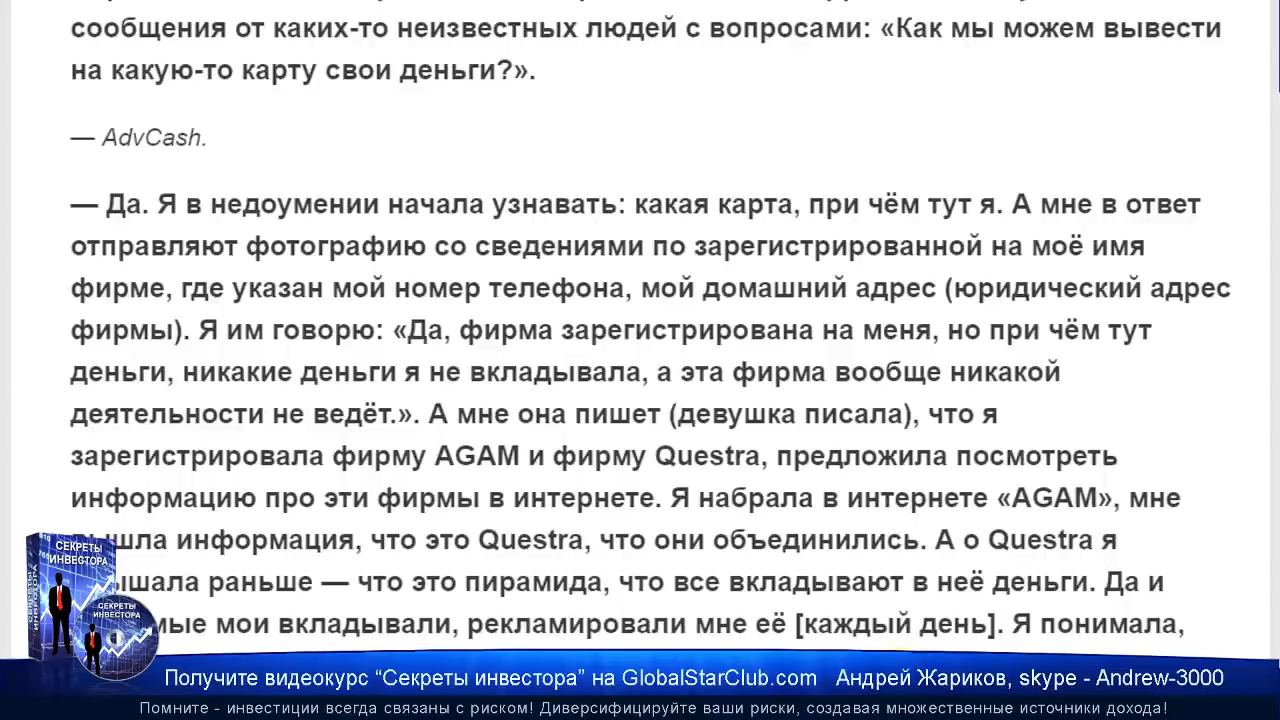 сообщения от каких-то неизвестных людей с вопросами: «Как мы можем вывести
на какую-то карту свои деньги?».
— AdvCash.
— Да. Я в недоумении начала узнавать: какая карта, при чём тут я. А мне в ответ
отправляют фотографию со сведениями по зарегистрированной на моё имя
фирме, где указан мой номер телефона, мой домашний адрес (юридический адрес
фирмы). Я им говорю: «Да, фирма зарегистрирована на меня, но при чём тут
деньги, никакие деньги я не вкладывала, а эта фирма вообще никакой
деятельности не ведёт.». А мне она пишет (девушка писала), что я
зарегистрировала фирму AGAM и фирму Questra, предложила посмотреть
информацию про эти фирмы в интернете. Я набрала в интернете «AGAM», мне
информация, что это Questra, что они объединились. А о Questra я
раньше — что это пирамида, что все вкладывают в неё деньги. Да и
мои вкладывали, рекламировали мне её [каждый день]. Я понимала,
СЕКРЕТЫ
ИНВЕСТОРА
СЕКРЕТЫ
ИНВЕСТОРА
СЕКРЕТЫ
ИНВЕСТОРА
Получите видеокурс “Секреты инвестора” на GlobalStarClub.com Андрей Жариков, skype - Andrew-3000
Помните - инвестиции всегда связаны с риском! Диверсифицируйте ваши риски, создавая множественные источники дохода!